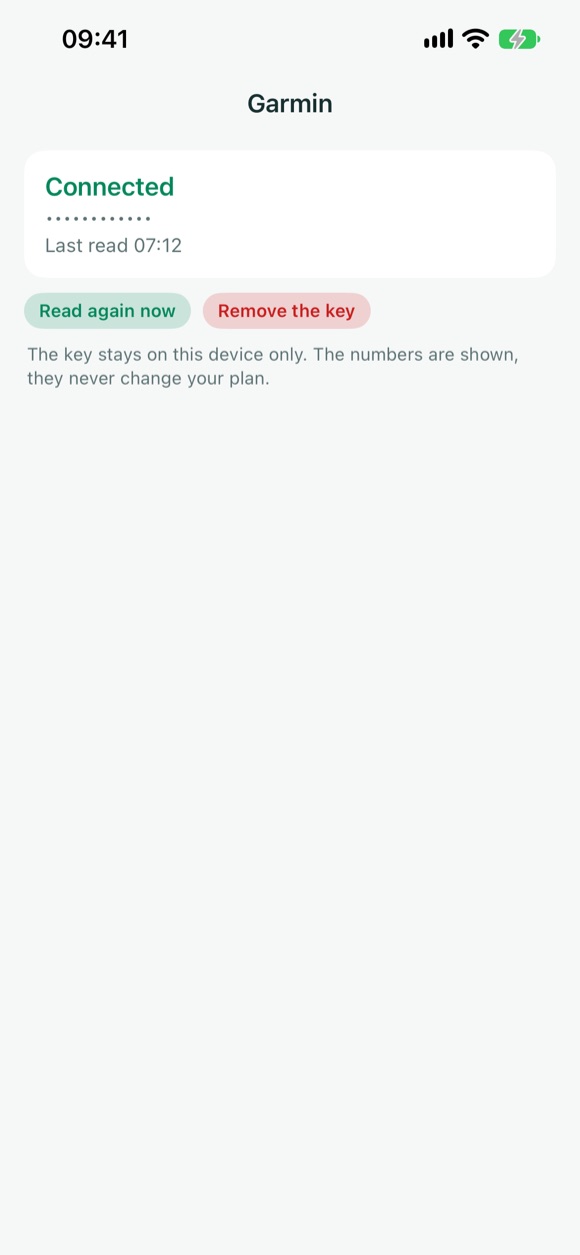 09:41
Garmin
Connected
............
Last read 07:12
Read again now
Remove the key
The key stays on this device only. The numbers are shown,
they never change your plan.